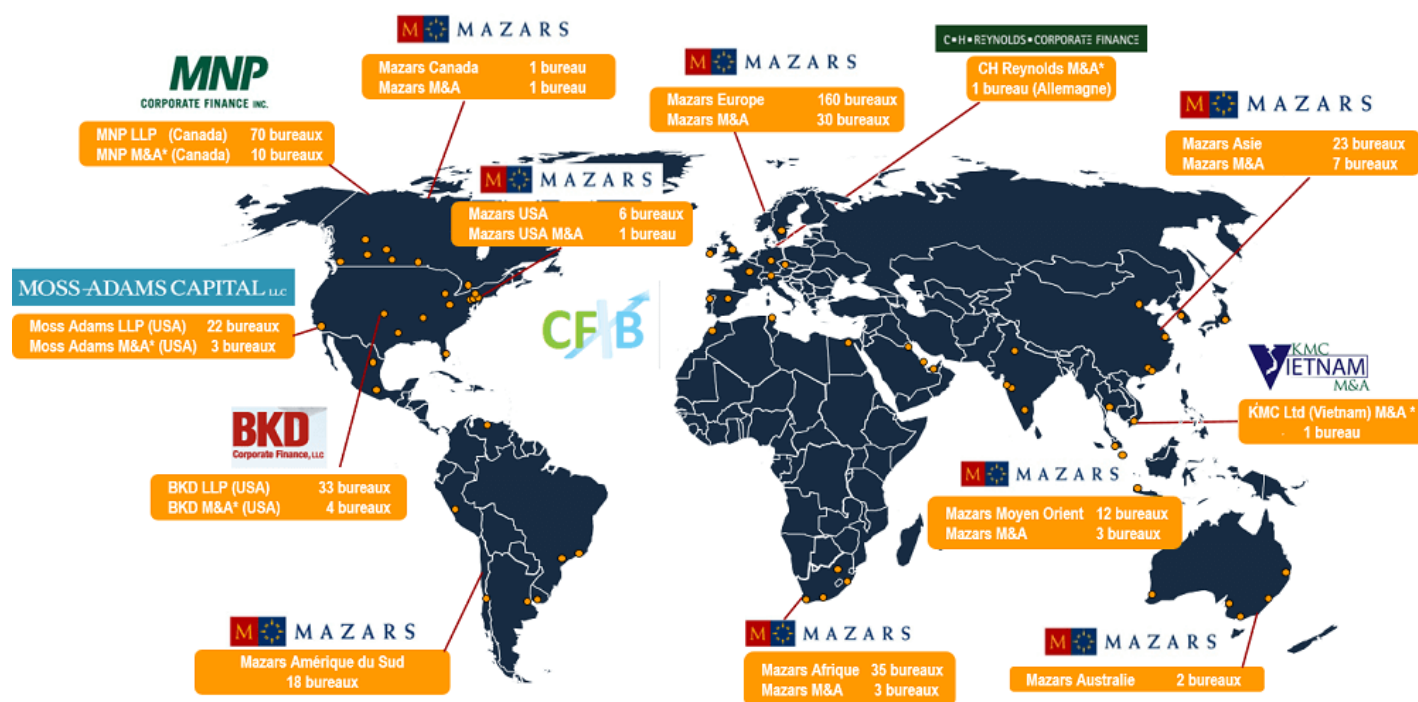 M MAZARS
Mazars Canada 1 bureau
Mazars M&A 1 bureau
MNP
CORPORATE FINANCE INC.
MNP LLP (Canada) 70 bureaux
MNP M&A* (Canada) 10 bureaux
M MAZARS
Mazars Europe 160 bureaux
Mazars M&A 30 bureaux
C•H•REYNOLDS•CORPORATE FINANCE
CH Reynolds M&A*
1 bureau (Allemagne)
M MAZARS
Mazars Asie 23 bureaux
Mazars M&A 7 bureaux
M MAZARS
Mazars USA 6 bureaux
Mazars USA M&A 1 bureau
MOSS-ADAMS CAPITAL LLC
Moss Adams LLP (USA) 22 bureaux
Moss Adams M&A* (USA) 3 bureaux
CFXB
KMC
VIETNAM
M&A
KMC Ltd (Vietnam) M&A *
1 bureau
BKD
Corporate Finance, LLC
BKD LLP (USA) 33 bureaux
BKD M&A* (USA) 4 bureaux
M MAZARS
Mazars Moyen Orient 12 bureaux
Mazars M&A 3 bureaux
M MAZARS
Mazars Amérique du Sud
18 bureaux
M MAZARS
Mazars Afrique 35 bureaux
Mazars M&A 3 bureaux
M MAZARS
Mazars Australie 2 bureaux